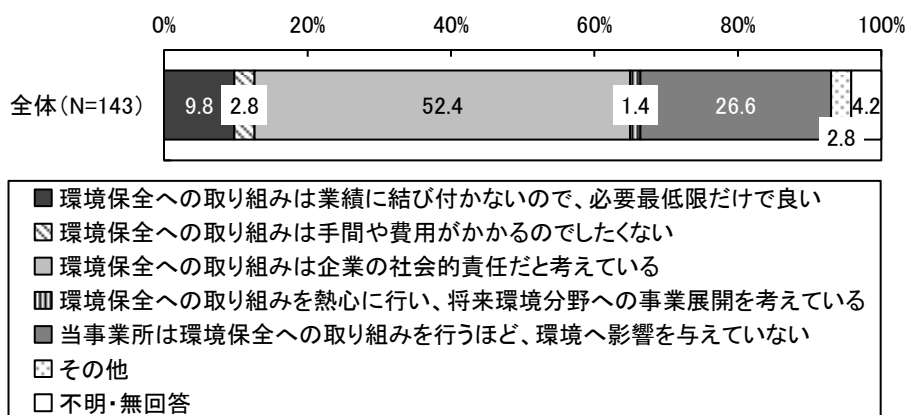 0% 20% 40% 60% 80% 100%
全体(N=143) 9.8 2.8 52.4 1.4 26.6 2.8 4.2
環境保全への取り組みは業績に結び付かないので、必要最低限だけで良い
環境保全への取り組みは手間や費用がかかるのでしたくない
環境保全への取り組みは企業の社会的責任だと考えている
環境保全への取り組みを熱心に行い、将来環境分野への事業展開を考えている
当事業所は環境保全への取り組みを行うほど、環境へ影響を与えていない
その他
不明・無回答